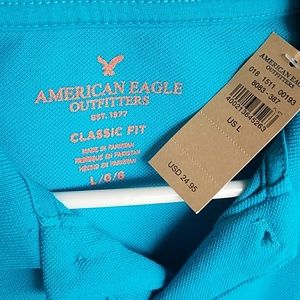 AMERICAN EAGLE
OUTFITTERS
EST. 1977
CLASSIC FIT
MADE IN PAKISTAN
FABRIQUÉ EN PAKISTAN
HECHO EN PAKISTAN
L/G/G
AMERICAN EAGLE
OUTFITTERS
US L
USD 24.95